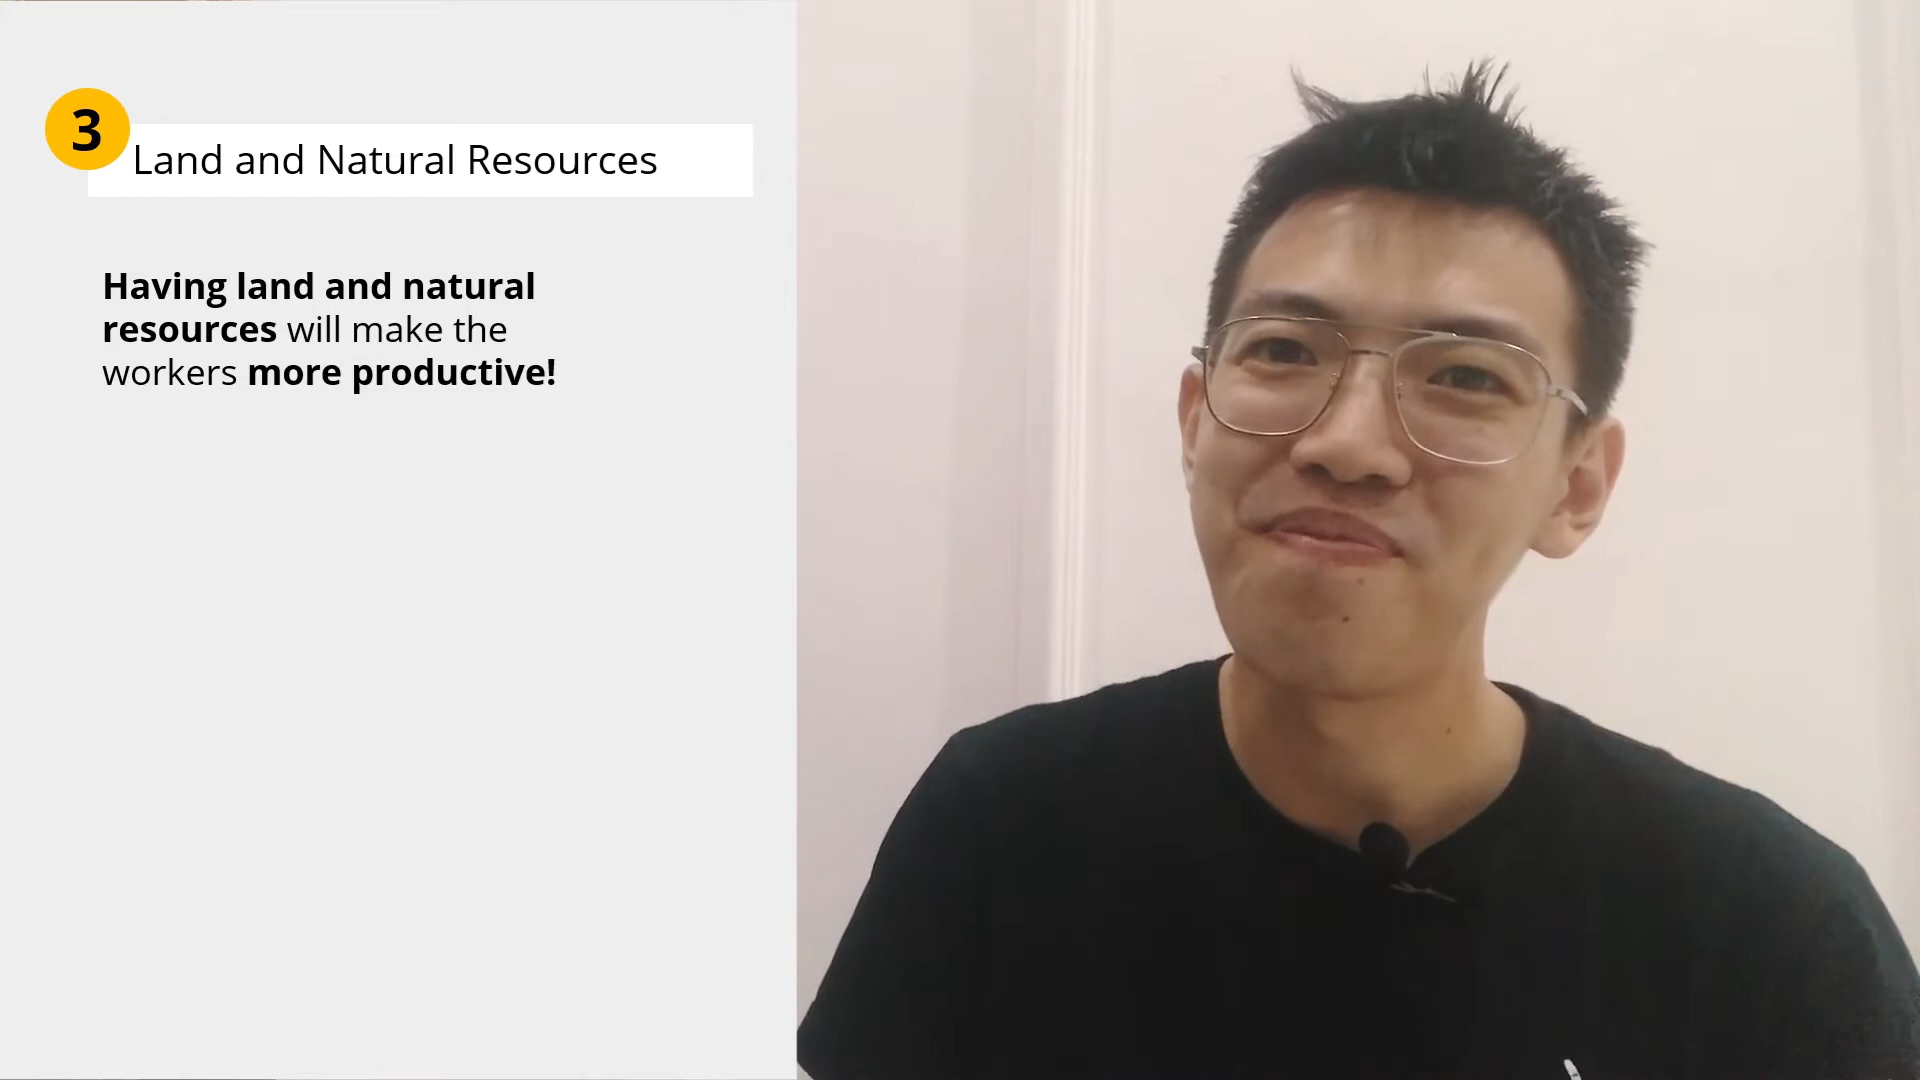 3
Land and Natural Resources
Having land and natural
resources will make the
workers more productive!